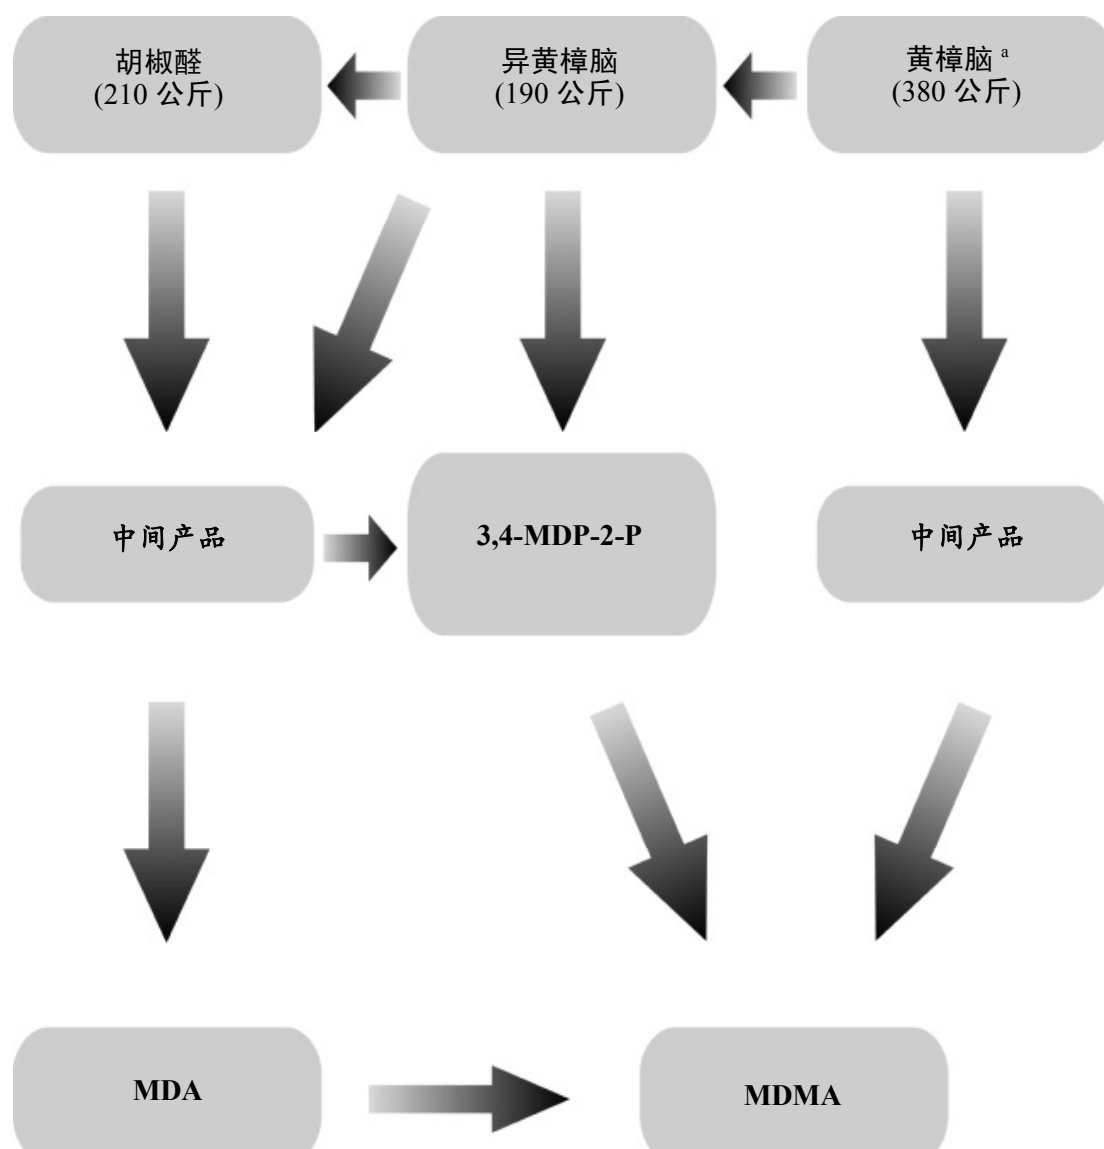 胡椒醛
(210 公斤)
异黄樟脑
(190 公斤)
黄樟脑 a
(380 公斤)
中间产品
3,4-MDP-2-P
中间产品
MDA
MDMA